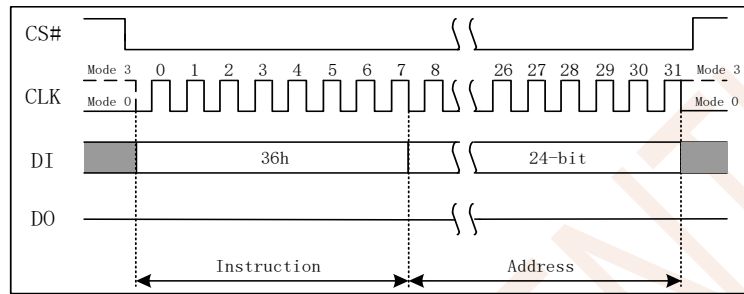 CS#
Mode 3 0 1 2 3 4 5 6 7 8 26 27 28 29 30 31 Mode 3
CLK
Mode 0 Mode 0
DI 36h 24-bit
DO
Instruction Address